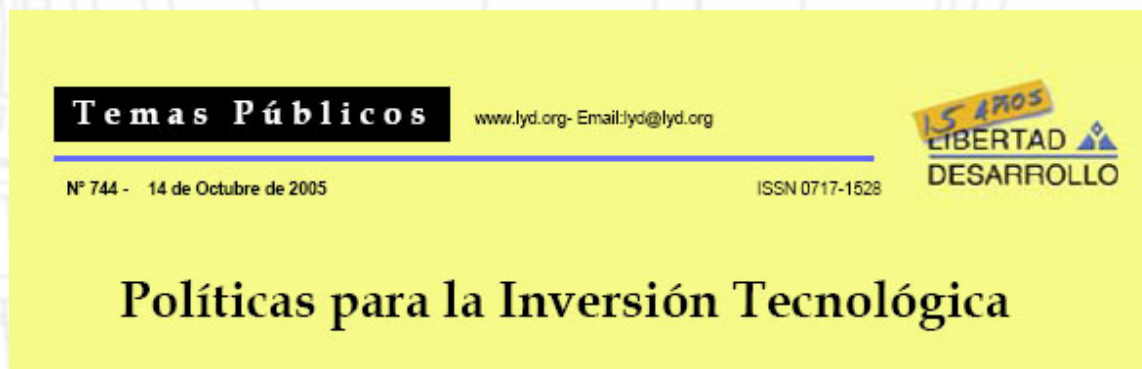 Temas Públicos
www.lyd.org- Email:lyd@lyd.org
15 AÑOS
LIBERTAD
DESARROLLO
Nº 744 - 14 de Octubre de 2005
ISSN 0717-1528
Políticas para la Inversión Tecnológica